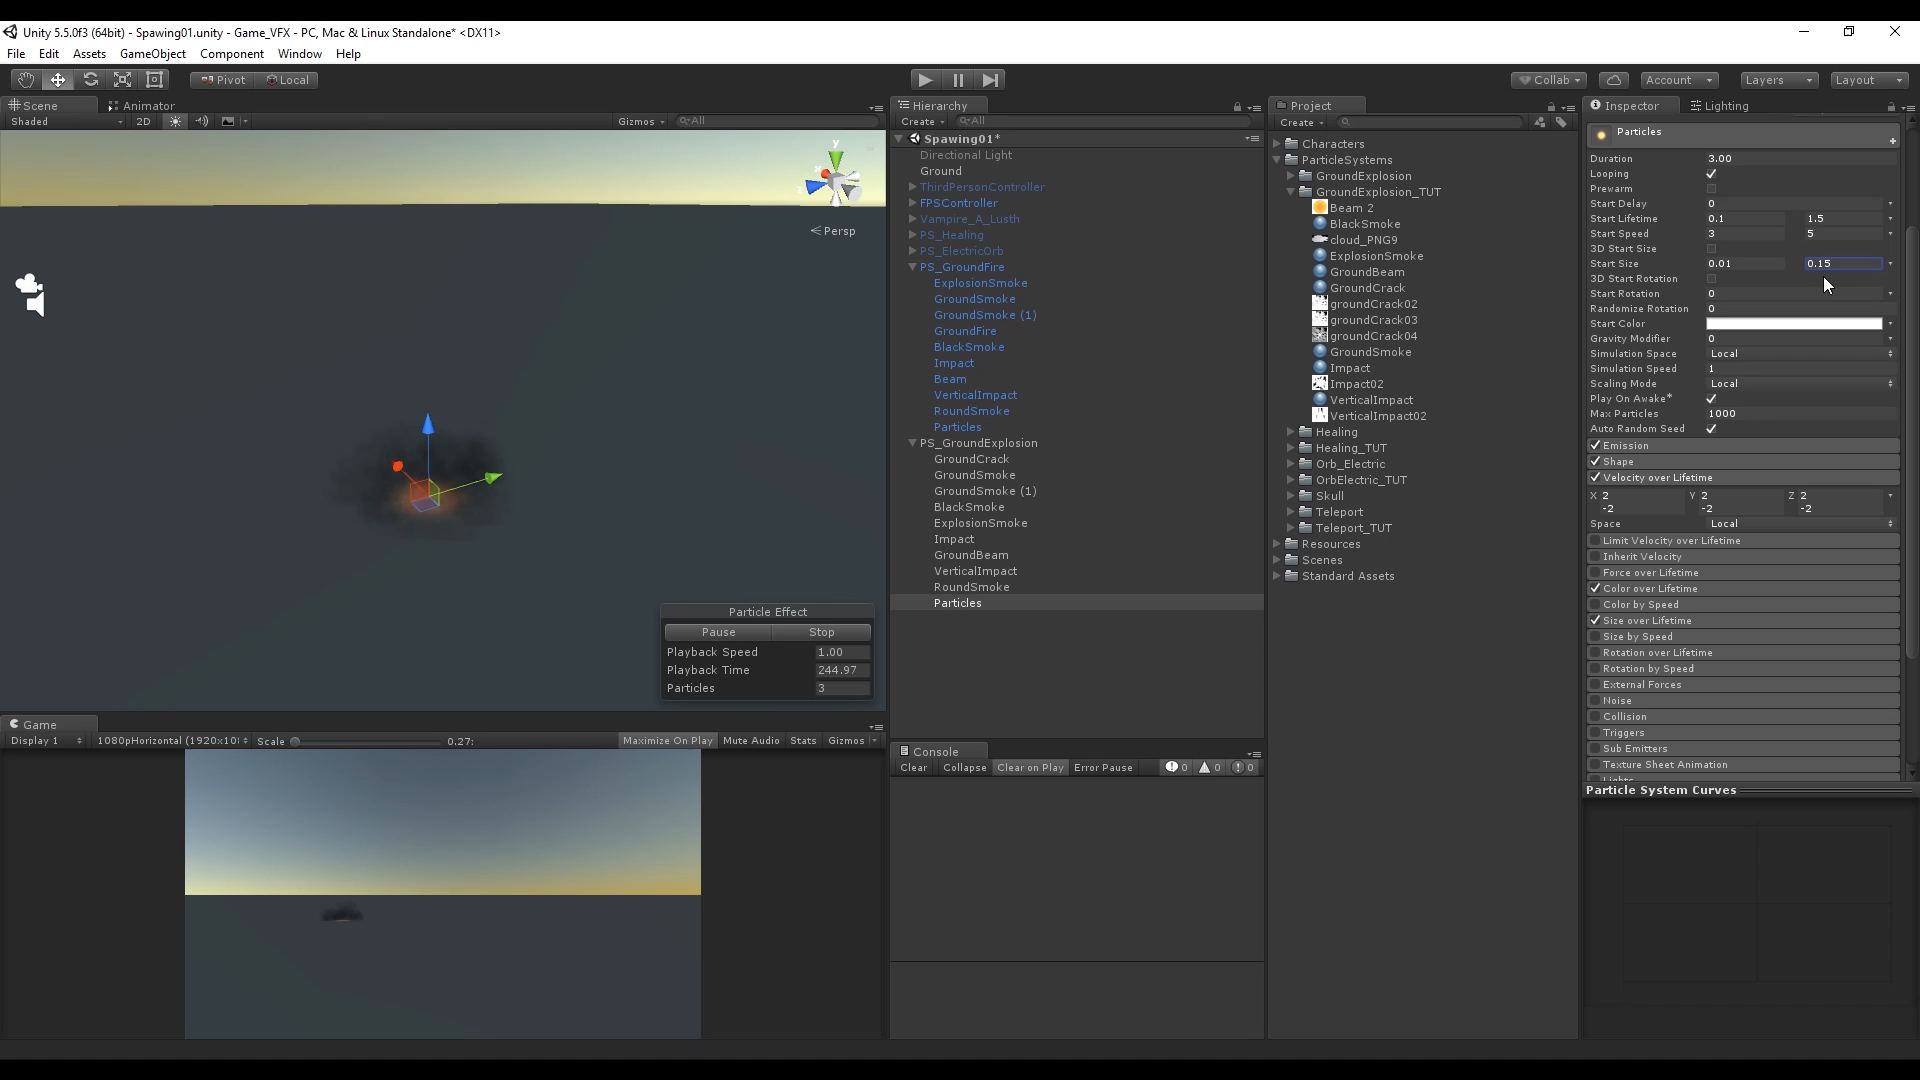 Unity 5.5.0f3 (64bit) - Spawing01.unity - Game_VFX - PC, Mac & Linux Standalone* <DX11>
File Edit Assets GameObject Component Window Help
Pivot Local Collab Account Layers Layout
Scene Animator
Shaded 2D Gizmos All
y
x
Persp
Particle Effect
Pause Stop
Playback Speed 1.00
Playback Time 244.97
Particles 3
Game
Display 1 1080pHorizontal (1920x10 Scale 0.27: Maximize On Play Mute Audio Stats Gizmos
Hierarchy
Create All
Spawing01*
Directional Light
Ground
ThirdPersonController
FPSController
Vampire_A_Lusth
PS_Healing
PS_ElectricOrb
PS_GroundFire
ExplosionSmoke
GroundSmoke
GroundSmoke (1)
GroundFire
BlackSmoke
Impact
Beam
VerticalImpact
RoundSmoke
Particles
PS_GroundExplosion
GroundCrack
GroundSmoke
GroundSmoke (1)
BlackSmoke
ExplosionSmoke
Impact
GroundBeam
VerticalImpact
RoundSmoke
Particles
Console
Clear Collapse Clear on Play Error Pause 0 0 0
Project
Create
Characters
ParticleSystems
GroundExplosion
GroundExplosion_TUT
Beam 2
BlackSmoke
cloud_PNG9
ExplosionSmoke
GroundBeam
GroundCrack
groundCrack02
groundCrack03
groundCrack04
GroundSmoke
Impact
Impact02
VerticalImpact
VerticalImpact02
Healing
Healing_TUT
Orb_Electric
OrbElectric_TUT
Skull
Teleport
Teleport_TUT
Resources
Scenes
Standard Assets
Inspector Lighting
Particles
Duration 3.00
Looping
Prewarm
Start Delay 0
Start Lifetime 0.1 1.5
Start Speed 3 5
3D Start Size
Start Size 0.01 0.15
3D Start Rotation
Start Rotation 0
Randomize Rotation 0
Start Color
Gravity Modifier 0
Simulation Space Local
Simulation Speed 1
Scaling Mode Local
Play On Awake*
Max Particles 1000
Auto Random Seed
Emission
Shape
Velocity over Lifetime
X 2 Y 2 Z 2
-2 -2 -2
Space Local
Limit Velocity over Lifetime
Inherit Velocity
Force over Lifetime
Color over Lifetime
Color by Speed
Size over Lifetime
Size by Speed
Rotation over Lifetime
Rotation by Speed
External Forces
Noise
Collision
Triggers
Sub Emitters
Texture Sheet Animation
Lights
Particle System Curves